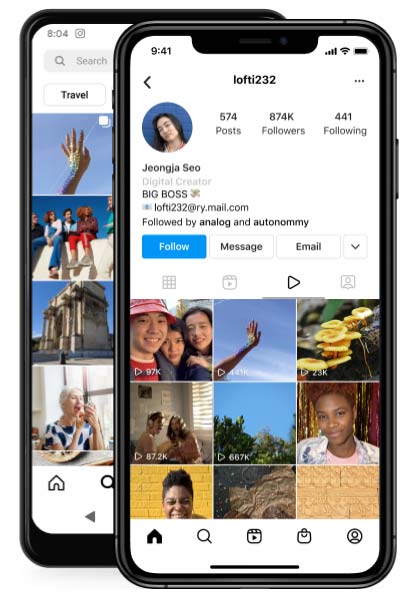 8:04
Search
Travel
9:41
lofti232
574 874K 441
Posts Followers Following
Jeongja Seo
Digital Creator
BIG BOSS
lofti232@ry.mail.com
Followed by analog and autonommy
Follow Message Email
97K 441K 23K
87.2K 667K